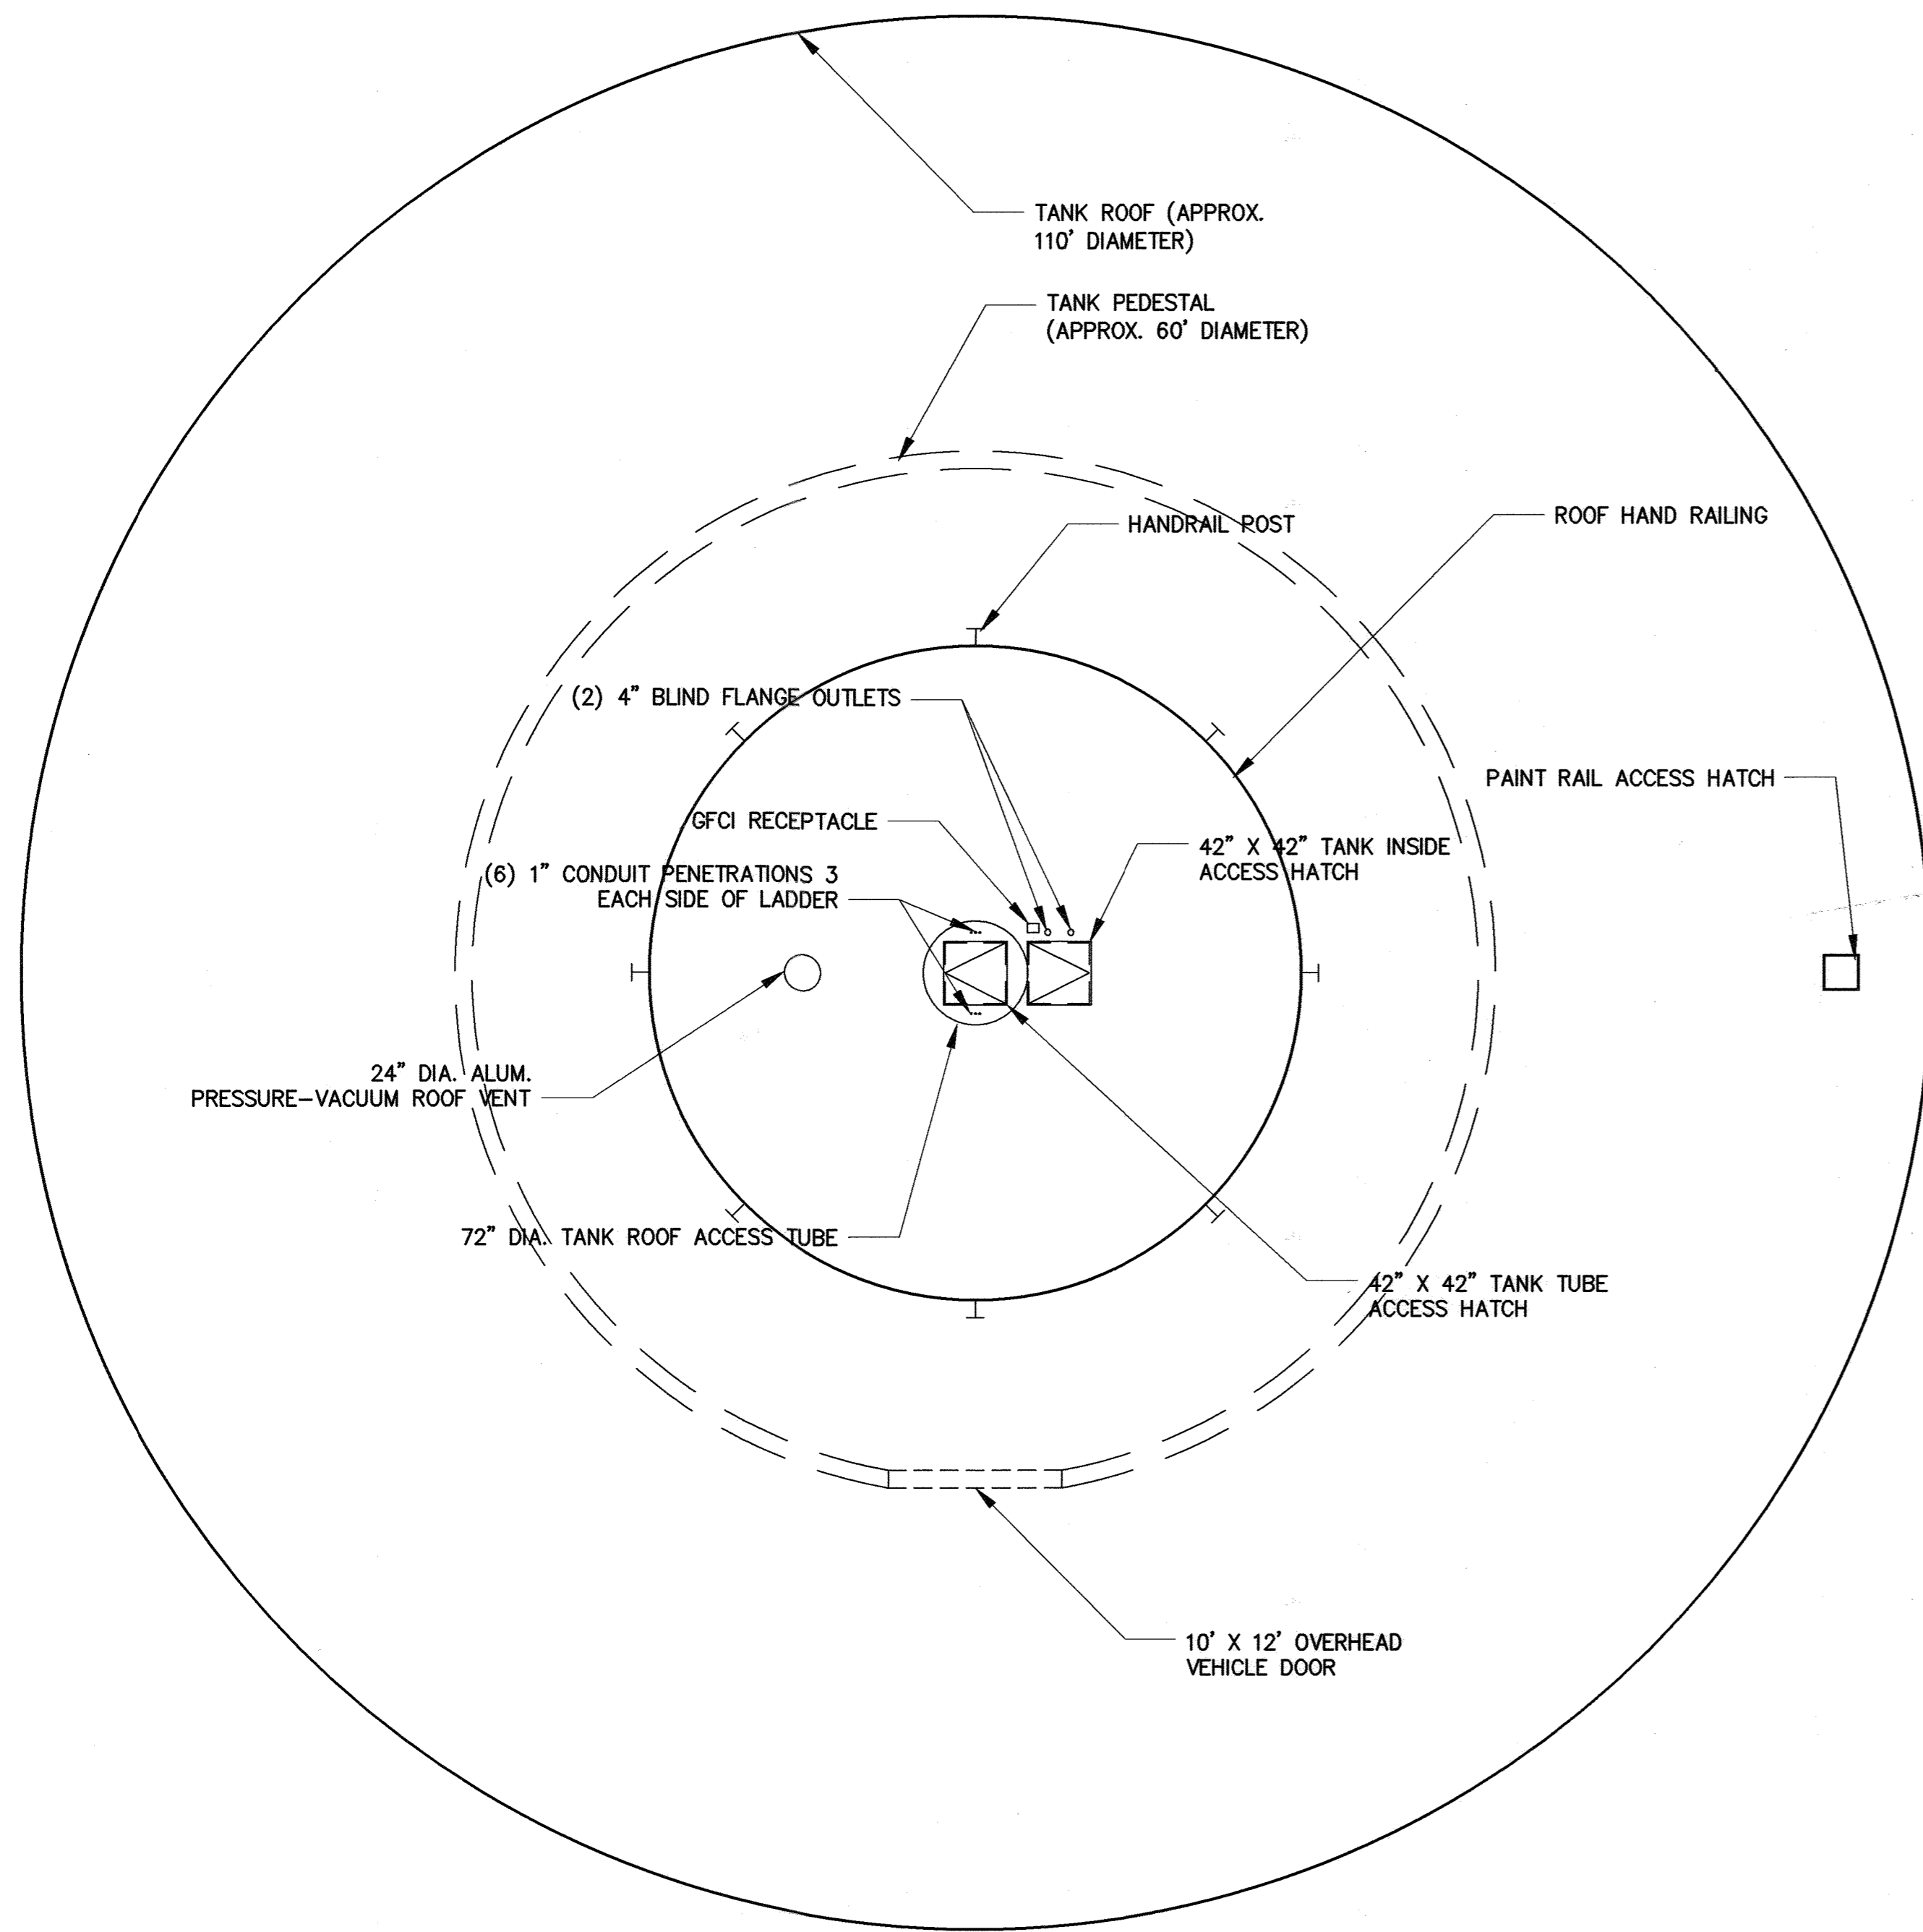 TANK ROOF (APPROX.
110' DIAMETER)
TANK PEDESTAL
(APPROX. 60' DIAMETER)
HANDRAIL POST
ROOF HAND RAILING
(2) 4" BLIND FLANGE OUTLETS
PAINT RAIL ACCESS HATCH
GFCI RECEPTACLE
42" X 42" TANK INSIDE
ACCESS HATCH
(6) 1" CONDUIT PENETRATIONS 3
EACH SIDE OF LADDER
24" DIA. ALUM.
PRESSURE-VACUUM ROOF VENT
72" DIA. TANK ROOF ACCESS TUBE
42" X 42" TANK TUBE
ACCESS HATCH
10' X 12' OVERHEAD
VEHICLE DOOR